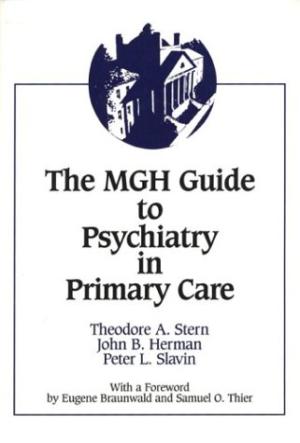 The MGH Guide
to
Psychiatry
in
Primary Care
Theodore A. Stern
John B. Herman
Peter L. Slavin
With a Foreword
by Eugene Braunwald and Samuel O. Thier